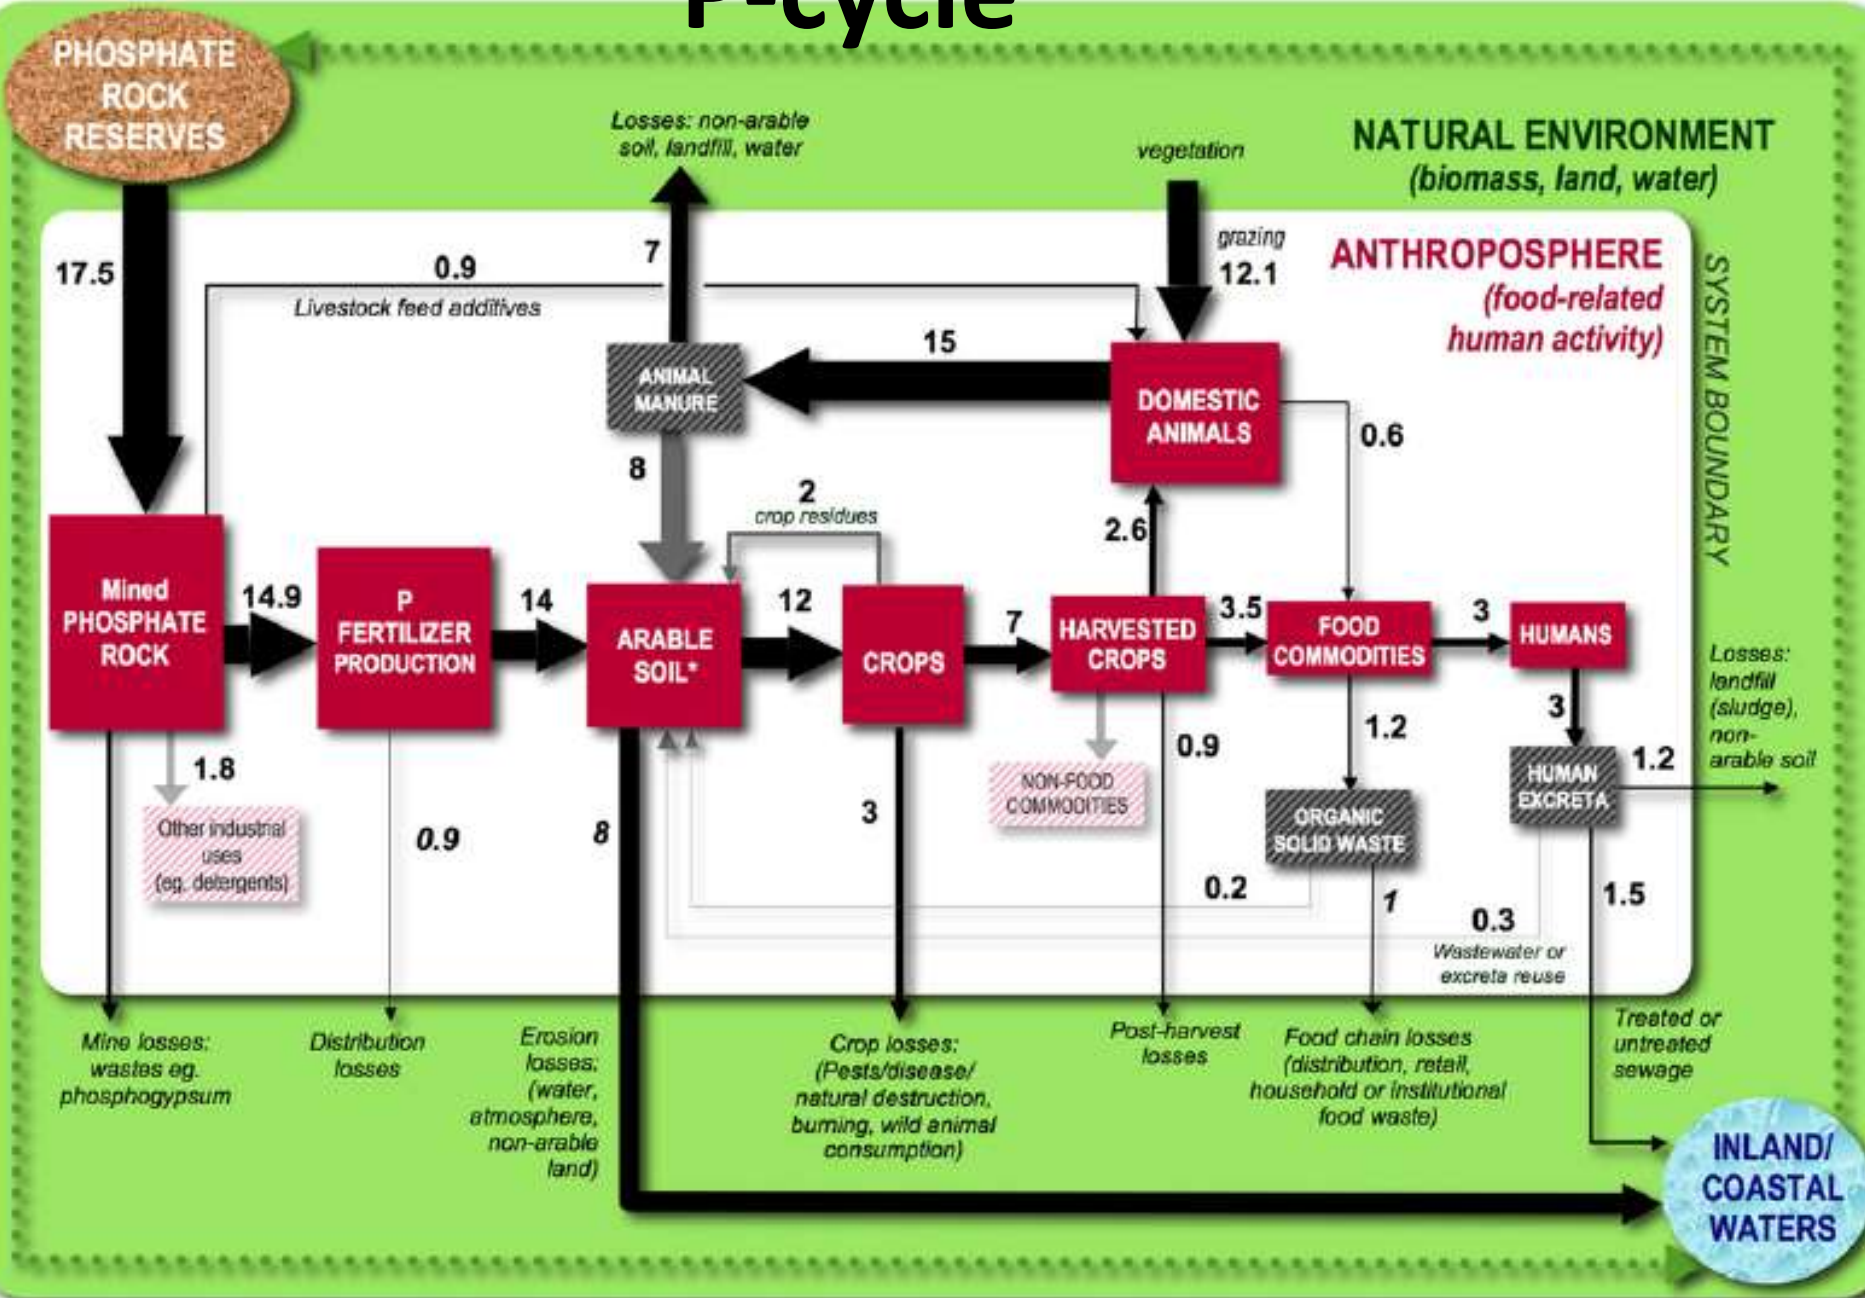 P-cycle
PHOSPHATE
ROCK
RESERVES
Losses: non-arable
soil, landfill, water
vegetation
NATURAL ENVIRONMENT
(biomass, land, water)
17.5
0.9
Livestock feed additives
7
grazing
12.1
ANTHROPOSPHERE
(food-related
human activity)
SYSTEM BOUNDARY
15
ANIMAL
MANURE
DOMESTIC
ANIMALS
0.6
8
2
crop residues
2.6
Mined
PHOSPHATE
ROCK
14.9
P
FERTILIZER
PRODUCTION
14
ARABLE
SOIL*
12
CROPS
7
HARVESTED
CROPS
3.5
FOOD
COMMODITIES
3
HUMANS
Losses:
landfill
(sludge),
non-
arable soil
1.8
Other industrial
uses
(eg. detergents)
0.9
8
3
NON-FOOD
COMMODITIES
0.9
1.2
ORGANIC
SOLID WASTE
3
HUMAN
EXCRETA
1.2
0.2
1
0.3
Wastewater or
excreta reuse
1.5
Mine losses:
wastes eg.
phosphogypsum
Distribution
losses
Erosion
losses:
(water,
atmosphere,
non-arable
land)
Crop losses:
(Pests/disease/
natural destruction,
burning, wild animal
consumption)
Post-harvest
losses
Food chain losses
(distribution, retail,
household or institutional
food waste)
Treated or
untreated
sewage
INLAND/
COASTAL
WATERS